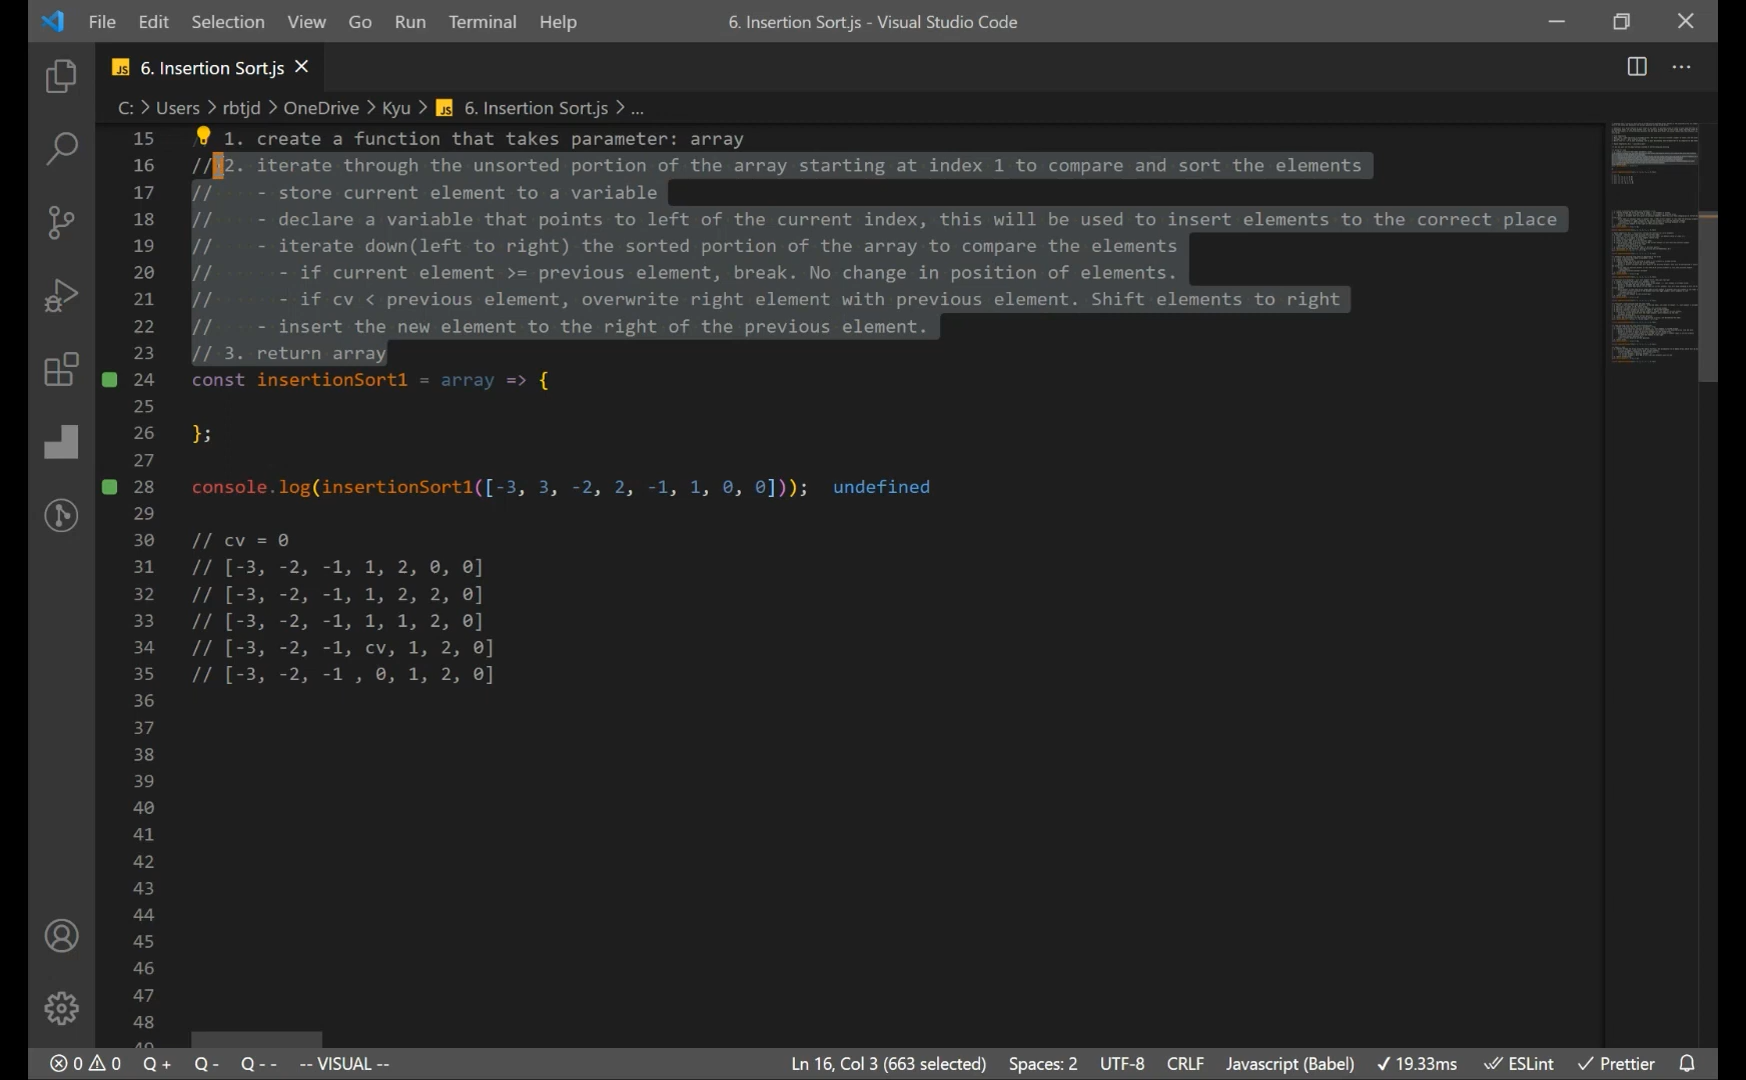 File Edit Selection View Go Run Terminal Help 6. Insertion Sort.js - Visual Studio Code
JS 6. Insertion Sort.js
C: > Users > rbtjd > OneDrive > Kyu > JS 6. Insertion Sort.js > ...
15 / 1. create a function that takes parameter: array
16 // 2. iterate through the unsorted portion of the array starting at index 1 to compare and sort the elements
17 // - store current element to a variable
18 // - declare a variable that points to left of the current index, this will be used to insert elements to the correct place
19 // - iterate down(left to right) the sorted portion of the array to compare the elements
20 // - if current element >= previous element, break. No change in position of elements.
21 // - if cv < previous element, overwrite right element with previous element. Shift elements to right
22 // - insert the new element to the right of the previous element.
23 // 3. return array
24 const insertionSort1 = array => {
25
26 };
27
28 console.log(insertionSort1([-3, 3, -2, 2, -1, 1, 0, 0])); undefined
29
30 // cv = 0
31 // [-3, -2, -1, 1, 2, 0, 0]
32 // [-3, -2, -1, 1, 2, 2, 0]
33 // [-3, -2, -1, 1, 1, 2, 0]
34 // [-3, -2, -1, cv, 1, 2, 0]
35 // [-3, -2, -1 , 0, 1, 2, 0]
36
37
38
39
40
41
42
43
44
45
46
47
48
0 0 Q + Q - Q - - -- VISUAL -- Ln 16, Col 3 (663 selected) Spaces: 2 UTF-8 CRLF Javascript (Babel) ✓ 19.33ms ESLint ✓ Prettier